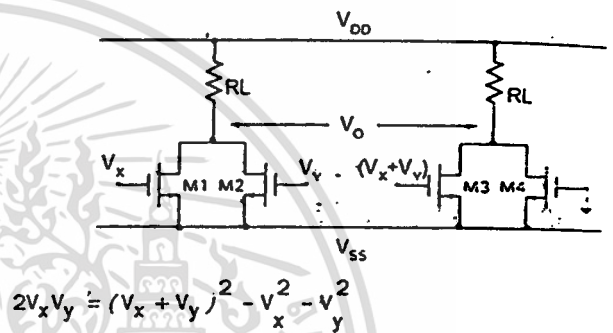 V_DD
RL
RL
V_O
V_X
M1 M2
V_Y
(V_X+V_Y)
M3 M4
V_SS
2V_xV_y = (V_x + V_y)^2 - V_x^2 - V_y^2